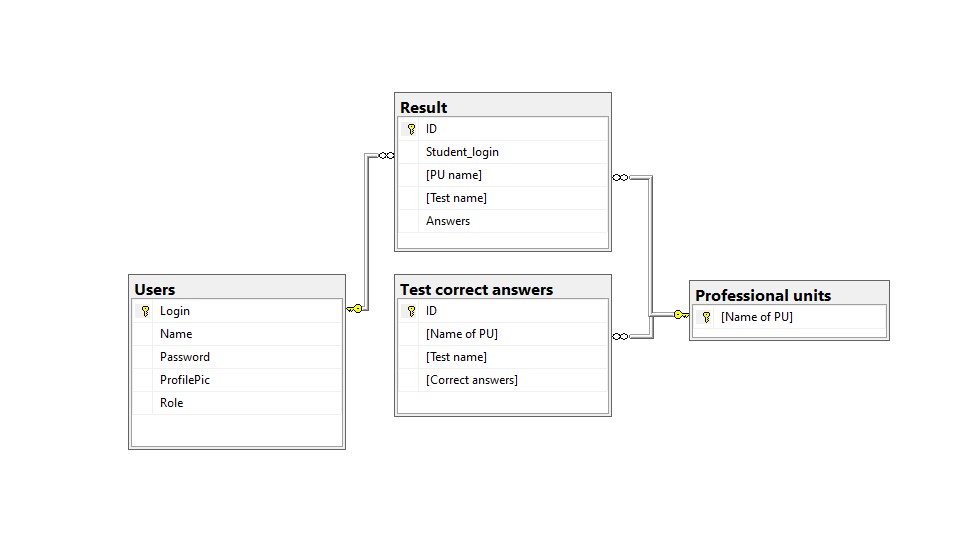 Result
ID
Student_login
[PU name]
[Test name]
Answers
Users
Login
Name
Password
ProfilePic
Role
Test correct answers
ID
[Name of PU]
[Test name]
[Correct answers]
Professional units
[Name of PU]